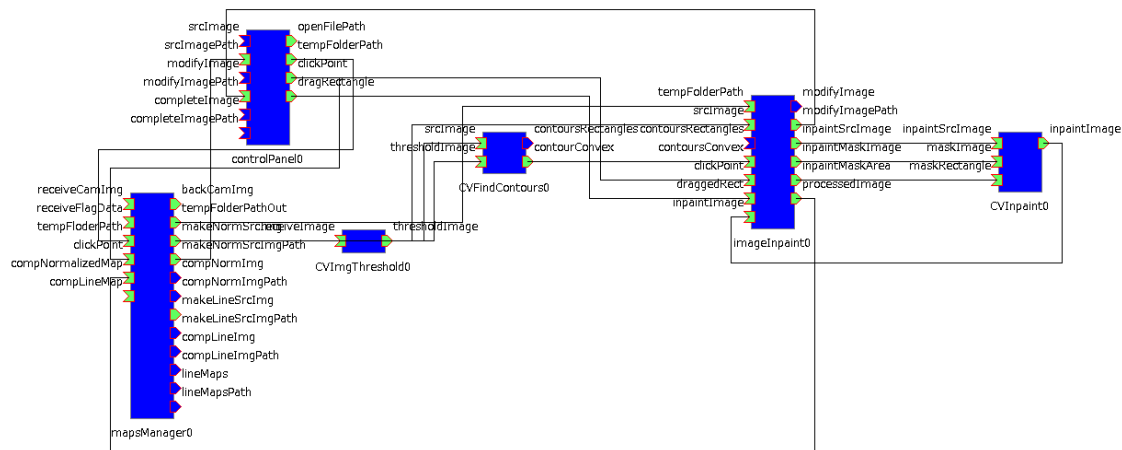 srcImage
srcImagePath
modifyImage
modifyImagePath
completeImage
completeImagePath
openFilePath
tempFolderPath
clickPoint
dragRectangle
controlPanel0
receiveCamImg
receiveFlagData
tempFloderPath
clickPoint
compNormalizedMap
compLineMap
backCamImg
tempFolderPathOut
makeNormSrcImg
makeNormSrcImgPath
compNormImg
compNormImgPath
makeLineSrcImg
makeLineSrcImgPath
compLineImg
compLineImgPath
lineMaps
lineMapsPath
mapsManager0
receiveImage
thresholdImage
CVImgThreshold0
srcImage
thresholdImage
contoursRectangles
contourConvex
CVFindContours0
tempFolderPath
srcImage
contoursRectangles
contoursConvex
clickPoint
draggedRect
inpaintImage
modifyImage
modifyImagePath
inpaintSrcImage
inpaintMaskImage
inpaintMaskArea
processedImage
imageInpaint0
inpaintSrcImage
maskImage
maskRectangle
inpaintImage
CVInpaint0